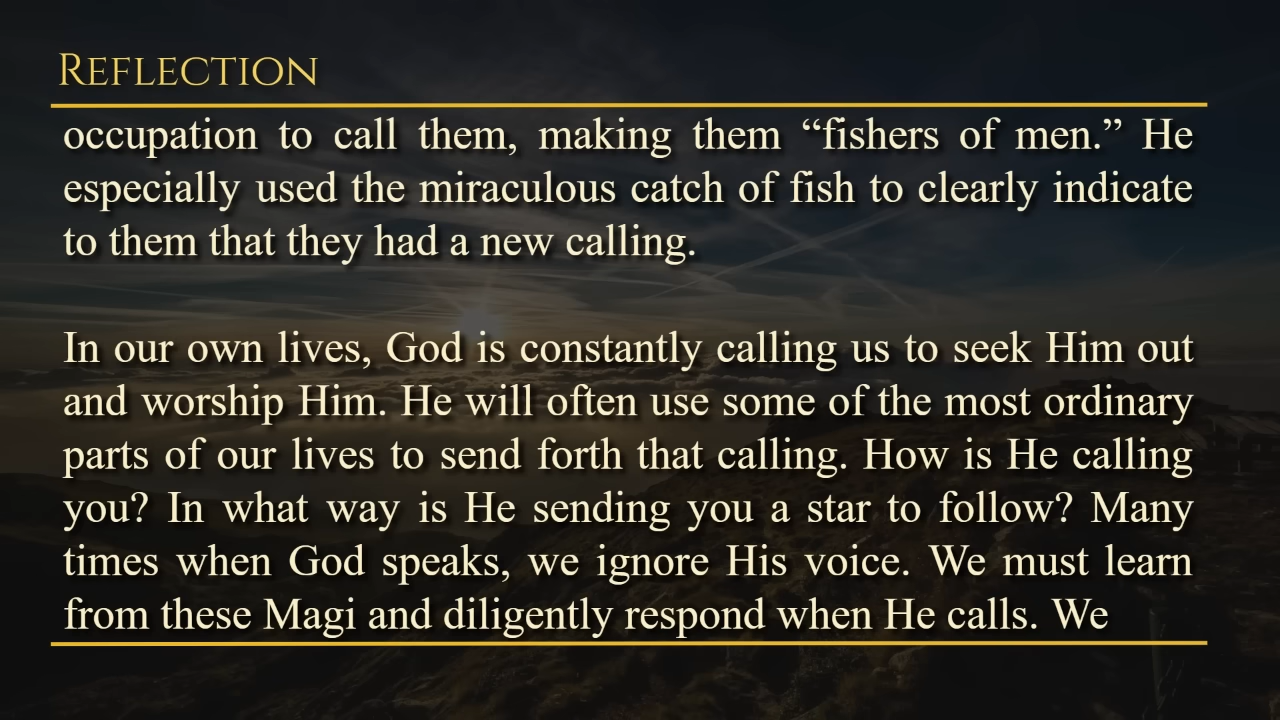 REFLECTION
occupation to call them, making them “fishers of men.” He
especially used the miraculous catch of fish to clearly indicate
to them that they had a new calling.
In our own lives, God is constantly calling us to seek Him out
and worship Him. He will often use some of the most ordinary
parts of our lives to send forth that calling. How is He calling
you? In what way is He sending you a star to follow? Many
times when God speaks, we ignore His voice. We must learn
from these Magi and diligently respond when He calls. We